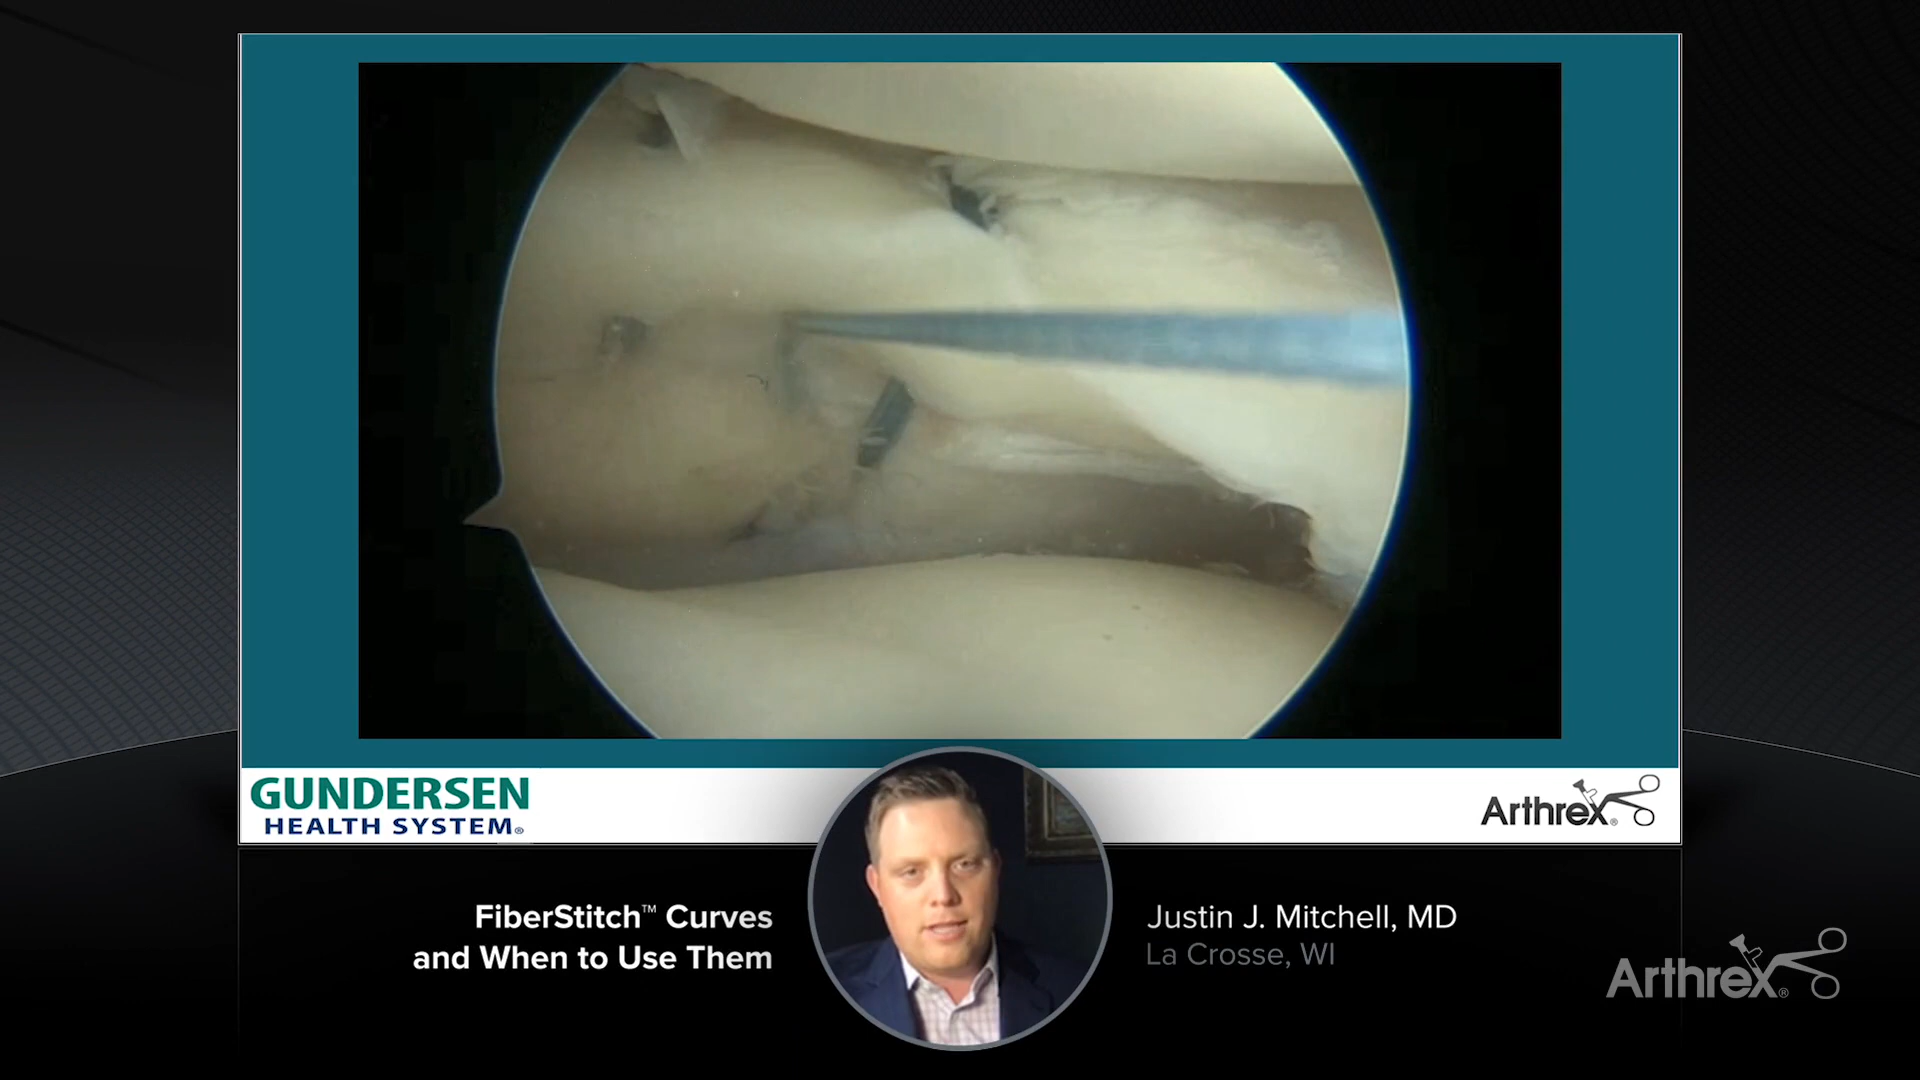 GUNDERSEN
HEALTH SYSTEM®
Arthrex®
FiberStitch™ Curves
and When to Use Them
Justin J. Mitchell, MD
La Crosse, WI
Arthrex®